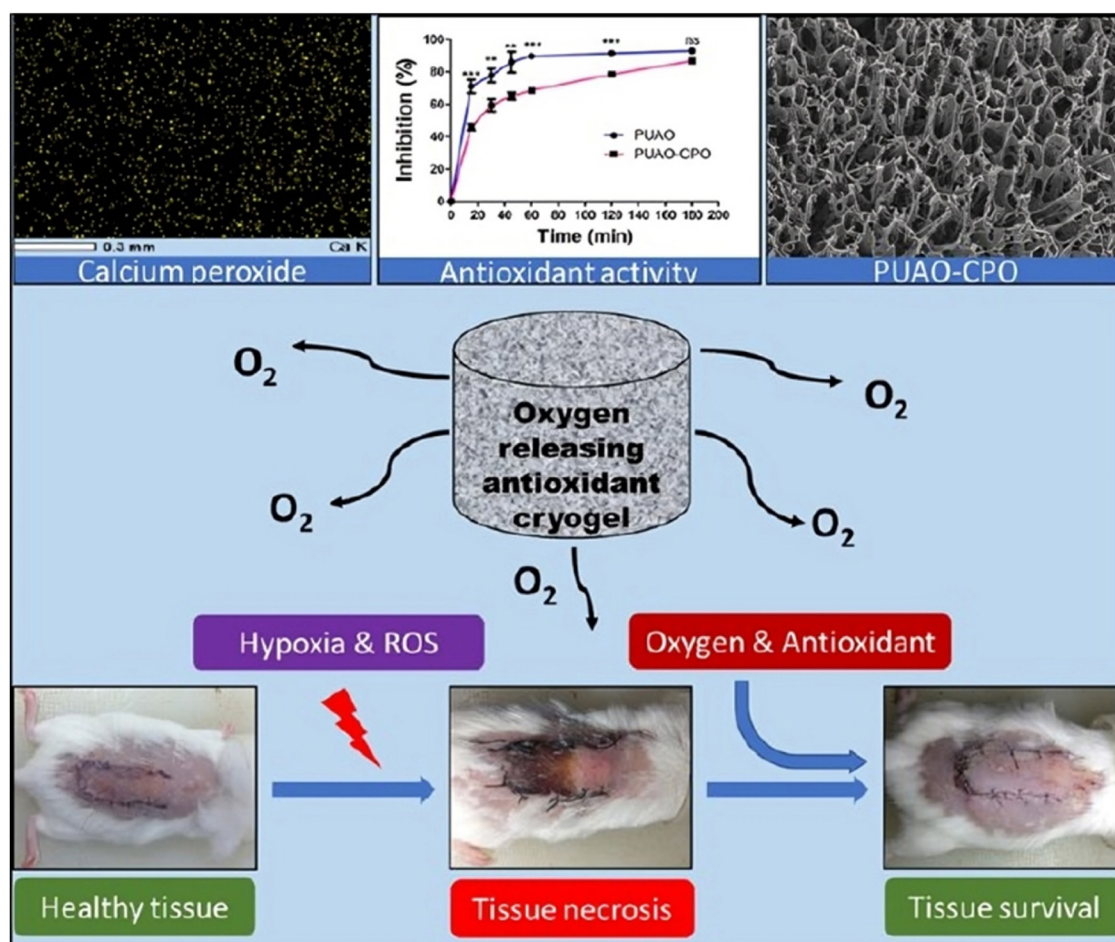 0.3 mm
Ca K
Calcium peroxide
100
80
60
40
20
0
Inhibition (%)
***
**
**
***
***
ns
PUAO
PUAO-CPO
0 20 40 60 80 100 120 140 160 180 200
Time (min)
Antioxidant activity
PUAO-CPO
O2
O2
Oxygen
releasing
antioxidant
cryogel
O2
O2
O2
Hypoxia & ROS
Oxygen & Antioxidant
Healthy tissue
Tissue necrosis
Tissue survival